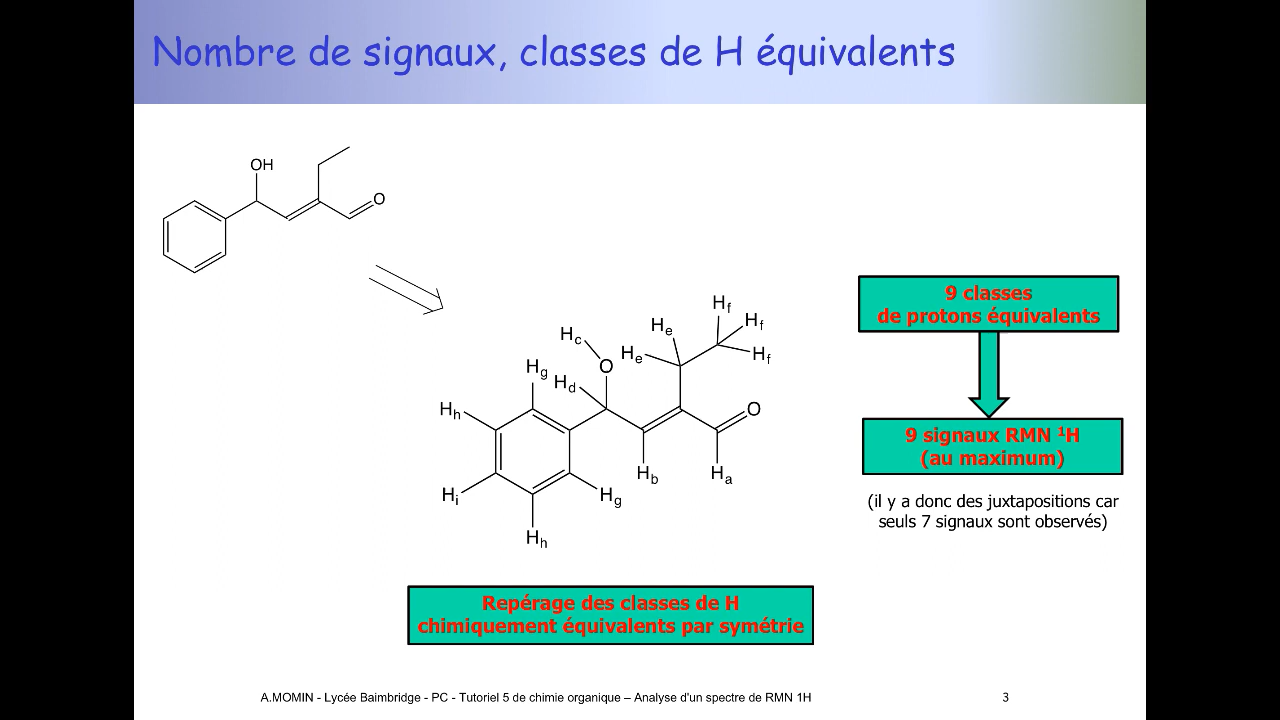 Nombre de signaux, classes de H équivalents
OH
O
9 classes
de protons équivalents
9 signaux RMN ¹H
(au maximum)
(il y a donc des juxtapositions car
seuls 7 signaux sont observés)
Hf
Hf
Hf
He
He
Hc
O
Hd
Hg
Hh
O
Hb
Ha
Hi
Hg
Hh
Repérage des classes de H
chimiquement équivalents par symétrie
A.MOMIN - Lycée Baimbridge - PC - Tutoriel 5 de chimie organique – Analyse d'un spectre de RMN 1H
3